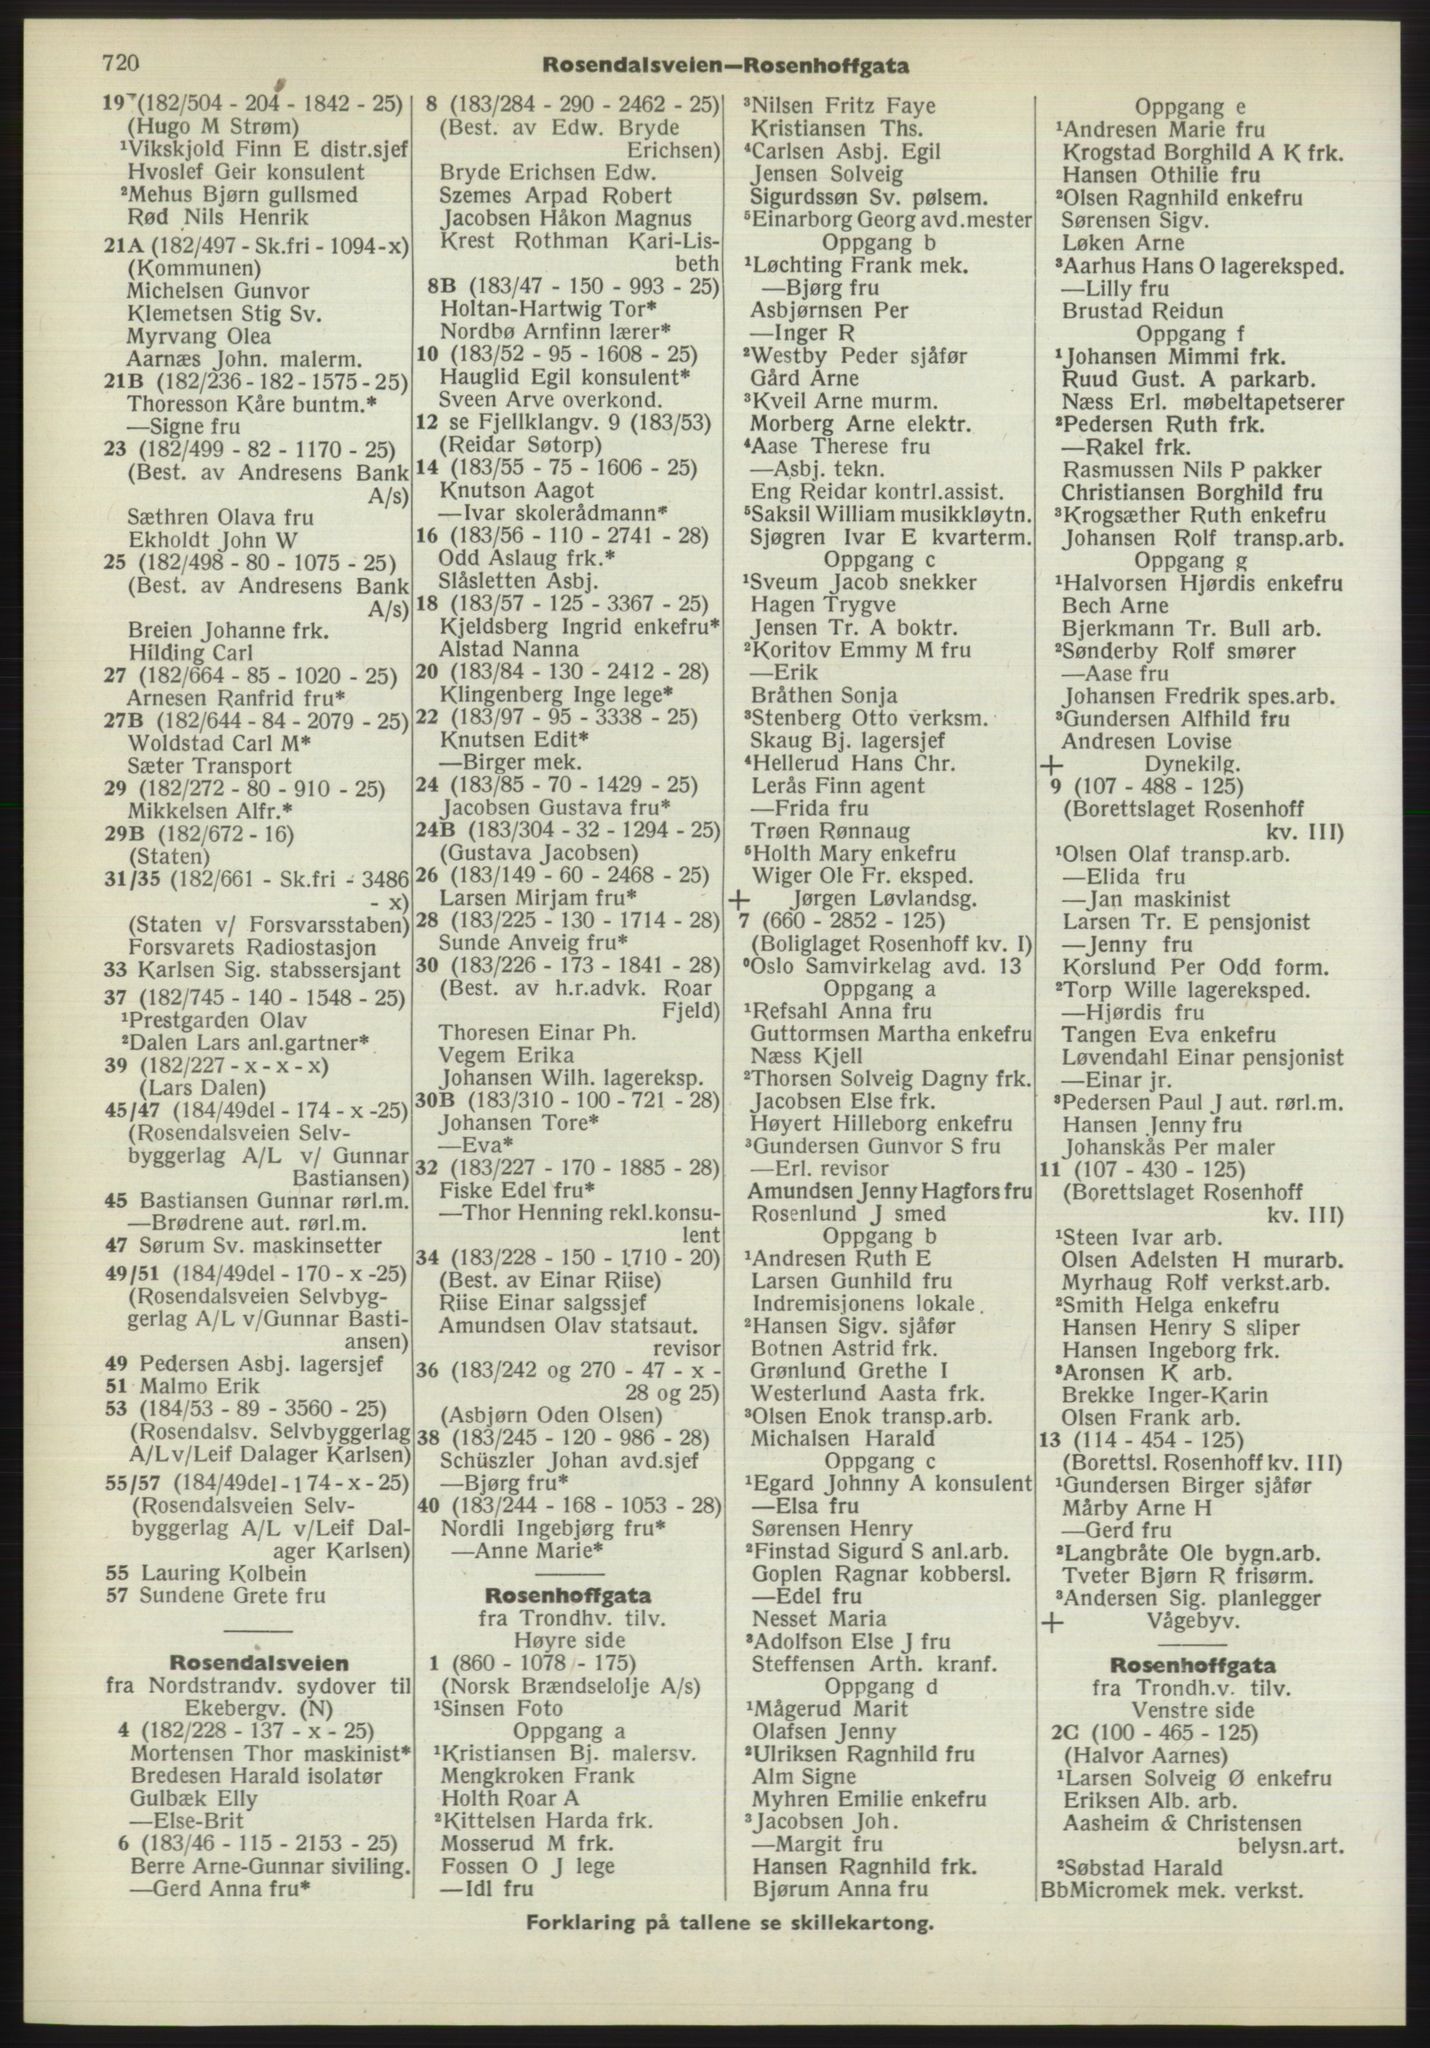 720
Rosendalsveien—Rosenhoffgata
19 (182/504 - 204 - 1842 - 25)
(Hugo M Strøm)
¹Vikskjold Finn E distr.sjef
Hvoslef Geir konsulent
²Mehus Bjørn gullsmed
Rød Nils Henrik
21A (182/497 - Sk.fri - 1094-x)
(Kommunen)
Michelsen Gunvor
Klemetsen Stig Sv.
Myrvang Olea
Aarnæs John. malerm.
21B (182/236 - 182 - 1575 - 25)
Thoresson Kåre buntm.*
—Signe fru
23 (182/499 - 82 - 1170 - 25)
(Best. av Andresens Bank
A/s)
Sæthren Olava fru
Ekholdt John W
25 (182/498 - 80 - 1075 - 25)
(Best. av Andresens Bank
A/s)
Breien Johanne frk.
Hilding Carl
27 (182/664 - 85 - 1020 - 25)
Arnesen Ranfrid fru*
27B (182/644 - 84 - 2079 - 25)
Woldstad Carl M*
Sæter Transport
29 (182/272 - 80 - 910 - 25)
Mikkelsen Alfr.*
29B (182/672 - 16)
(Staten)
31/35 (182/661 - Sk.fri - 3486
- x)
(Staten v/ Forsvarsstaben)
Forsvarets Radiostasjon
33 Karlsen Sig. stabssersjant
37 (182/745 - 140 - 1548 - 25)
¹Prestgarden Olav
²Dalen Lars anl.gartner*
39 (182/227 - x - x - x)
(Lars Dalen)
45/47 (184/49del - 174 - x -25)
(Rosendalsveien Selv-
byggerlag A/L v/ Gunnar
Bastiansen)
45 Bastiansen Gunnar rørl.m.
—Brødrene aut. rørl.m.
47 Sørum Sv. maskinsetter
49/51 (184/49del - 170 - x -25)
(Rosendalsveien Selvbyg-
gerlag A/L v/Gunnar Basti-
ansen)
49 Pedersen Asbj. lagersjef
51 Malmo Erik
53 (184/53 - 89 - 3560 - 25)
(Rosendalsv. Selvbyggerlag
A/L v/Leif Dalager Karlsen)
55/57 (184/49del - 174 - x - 25)
(Rosendalsveien Selv-
byggerlag A/L v/Leif Dal-
ager Karlsen)
55 Lauring Kolbein
57 Sundene Grete fru
Rosendalsveien
fra Nordstrandv. sydover til
Ekebergv. (N)
4 (182/228 - 137 - x - 25)
Mortensen Thor maskinist*
Bredesen Harald isolatør
Gulbæk Elly
—Else-Brit
6 (183/46 - 115 - 2153 - 25)
Berre Arne-Gunnar siviling.
—Gerd Anna fru*
8 (183/284 - 290 - 2462 - 25)
(Best. av Edw. Bryde
Erichsen)
Bryde Erichsen Edw.
Szemes Arpad Robert
Jacobsen Håkon Magnus
Krest Rothman Kari-Lis-
beth
8B (183/47 - 150 - 993 - 25)
Holtan-Hartwig Tor*
Nordbø Arnfinn lærer*
10 (183/52 - 95 - 1608 - 25)
Hauglid Egil konsulent*
Sveen Arve overkond.
12 se Fjellklangv. 9 (183/53)
(Reidar Søtorp)
14 (183/55 - 75 - 1606 - 25)
Knutson Aagot
—Ivar skolerådmann*
16 (183/56 - 110 - 2741 - 28)
Odd Aslaug frk.*
Slåsletten Asbj.
18 (183/57 - 125 - 3367 - 25)
Kjeldsberg Ingrid enkefru*
Alstad Nanna
20 (183/84 - 130 - 2412 - 28)
Klingenberg Inge lege*
22 (183/97 - 95 - 3338 - 25)
Knutsen Edit*
—Birger mek.
24 (183/85 - 70 - 1429 - 25)
Jacobsen Gustava fru*
24B (183/304 - 32 - 1294 - 25)
(Gustava Jacobsen)
26 (183/149 - 60 - 2468 - 25)
Larsen Mirjam fru*
28 (183/225 - 130 - 1714 - 28)
Sunde Anveig fru*
30 (183/226 - 173 - 1841 - 28)
(Best. av h.r.advk. Roar
Fjeld)
Thoresen Einar Ph.
Vegem Erika
Johansen Wilh. lagereksp.
30B (183/310 - 100 - 721 - 28)
Johansen Tore*
—Eva*
32 (183/227 - 170 - 1885 - 28)
Fiske Edel fru*
—Thor Henning rekl.konsu-
lent
34 (183/228 - 150 - 1710 - 20)
(Best. av Einar Riise)
Riise Einar salgssjef
Amundsen Olav statsaut.
revisor
36 (183/242 og 270 - 47 - x -
28 og 25)
(Asbjørn Oden Olsen)
38 (183/245 - 120 - 986 - 28)
Schüszler Johan avd.sjef
—Bjørg fru*
40 (183/244 - 168 - 1053 - 28)
Nordli Ingebjørg fru*
—Anne Marie*
Rosenhoffgata
fra Trondhv. tilv.
Høyre side
1 (860 - 1078 - 175)
(Norsk Brændselolje A/s)
¹Sinsen Foto
Oppgang a
¹Kristiansen Bj. malersv.
Mengkroken Frank
Holth Roar A
²Kittelsen Harda frk.
Mosserud M frk.
Fossen O J lege
—Idl fru
³Nilsen Fritz Faye
Kristiansen Ths.
⁴Carlsen Asbj. Egil
Jensen Solveig
Sigurdssøn Sv. pølsem.
⁵Einarborg Georg avd.mester
Oppgang b
¹Løchting Frank mek.
—Bjørg fru
Asbjørnsen Per
—Inger R
²Westby Peder sjåfør
Gård Arne
³Kveil Arne murm.
Morberg Arne elektr.
⁴Aase Therese fru
—Asbj. tekn.
Eng Reidar kontrl.assist.
⁵Saksil William musikkløytn.
Sjøgren Ivar E kvarterm.
Oppgang c
¹Sveum Jacob snekker
Hagen Trygve
Jensen Tr. A boktr.
²Koritov Emmy M fru
—Erik
Bråthen Sonja
³Stenberg Otto verksm.
Skaug Bj. lagersjef
⁴Hellerud Hans Chr.
Lerås Finn agent
—Frida fru
Trøen Rønnaug
⁵Holth Mary enkefru
Wiger Ole Fr. eksped.
+ Jørgen Løvlandsg.
7 (660 - 2852 - 125)
(Boliglaget Rosenhoff kv. I)
⁰Oslo Samvirkelag avd. 13
Oppgang a
¹Refsahl Anna fru
Guttormsen Martha enkefru
Næss Kjell
²Thorsen Solveig Dagny frk.
Jacobsen Else frk.
Høyert Hilleborg enkefru
³Gundersen Gunvor S fru
—Erl. revisor
Amundsen Jenny Hagfors fru
Rosenlund J smed
Oppgang b
¹Andresen Ruth E
Larsen Gunhild fru
Indremisjonens lokale
²Hansen Sigv. sjåfør
Botnen Astrid frk.
Grønlund Grethe I
Westerlund Aasta frk.
³Olsen Enok transp.arb.
Michalsen Harald
Oppgang c
¹Egard Johnny A konsulent
—Elsa fru
Sørensen Henry
²Finstad Sigurd S anl.arb.
Goplen Ragnar kobbersl.
—Edel fru
Nesset Maria
³Adolfson Else J fru
Steffensen Arth. kranf.
Oppgang d
¹Mågerud Marit
Olafsen Jenny
²Ulriksen Ragnhild fru
Alm Signe
Myhren Emilie enkefru
³Jacobsen Joh.
—Margit fru
Hansen Ragnhild frk.
Bjørum Anna fru
Oppgang e
¹Andresen Marie fru
Krogstad Borghild A K frk.
Hansen Othilie fru
²Olsen Ragnhild enkefru
Sørensen Sigv.
Løken Arne
³Aarhus Hans O lagereksped.
—Lilly fru
Brustad Reidun
Oppgang f
¹Johansen Mimmi frk.
Ruud Gust. A parkarb.
Næss Erl. møbeltapetserer
²Pedersen Ruth frk.
—Rakel frk.
Rasmussen Nils P pakker
Christiansen Borghild fru
³Krogsæther Ruth enkefru
Johansen Rolf transp.arb.
Oppgang g
¹Halvorsen Hjørdis enkefru
Bech Arne
Bjerkmann Tr. Bull arb.
²Sønderby Rolf smører
—Aase fru
Johansen Fredrik spes.arb.
³Gundersen Alfhild fru
Andresen Lovise
+ Dynekilg.
9 (107 - 488 - 125)
(Borettslaget Rosenhoff
kv. III)
¹Olsen Olaf transp.arb.
—Elida fru
—Jan maskinist
Larsen Tr. E pensjonist
—Jenny fru
Korslund Per Odd form.
²Torp Wille lagereksped.
—Hjørdis fru
Tangen Eva enkefru
Løvendahl Einar pensjonist
—Einar jr.
³Pedersen Paul J aut. rørl.m.
Hansen Jenny fru
Johanskås Per maler
11 (107 - 430 - 125)
(Borettslaget Rosenhoff
kv. III)
¹Steen Ivar arb.
Olsen Adelsten H murarb.
Myrhaug Rolf verkst.arb.
²Smith Helga enkefru
Hansen Henry S sliper
Hansen Ingeborg frk.
³Aronsen K arb.
Brekke Inger-Karin
Olsen Frank arb.
13 (114 - 454 - 125)
(Borettsl. Rosenhoff kv. III)
¹Gundersen Birger sjåfør
Mårby Arne H
—Gerd fru
²Langbråte Ole bygn.arb.
Tveter Bjørn R frisørm.
³Andersen Sig. planlegger
+ Vågebyv.
Rosenhoffgata
fra Trondh.v. tilv.
Venstre side
2C (100 - 465 - 125)
(Halvor Aarnes)
¹Larsen Solveig Ø enkefru
Eriksen Alb. arb.
Aasheim & Christensen
belysn.art.
²Søbstad Harald
BbMicromek mek. verkst.
Forklaring på tallene se skillekartong.